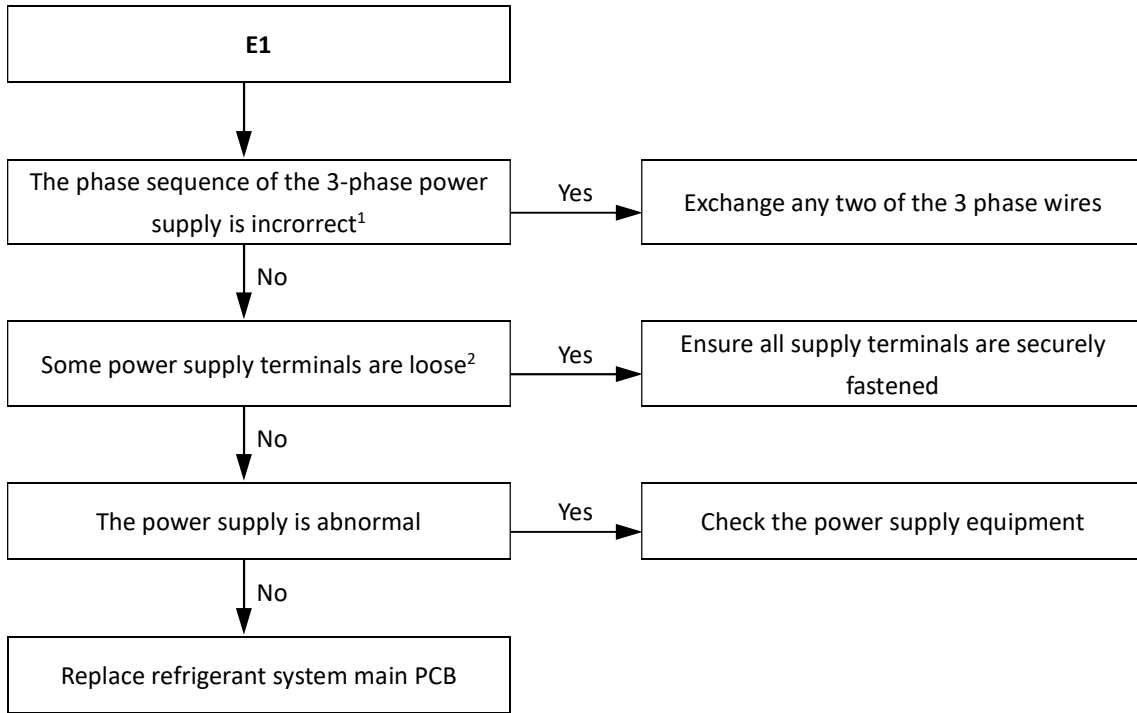 E1
The phase sequence of the 3-phase power
supply is incrorrect¹
Yes
Exchange any two of the 3 phase wires
No
Some power supply terminals are loose²
Yes
Ensure all supply terminals are securely
fastened
No
The power supply is abnormal
Yes
Check the power supply equipment
No
Replace refrigerant system main PCB